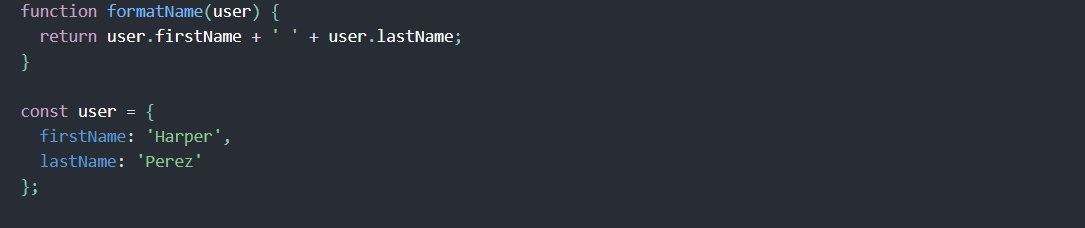 function formatName(user) {
  return user.firstName + ' ' + user.lastName;
}

const user = {
  firstName: 'Harper',
  lastName: 'Perez'
};